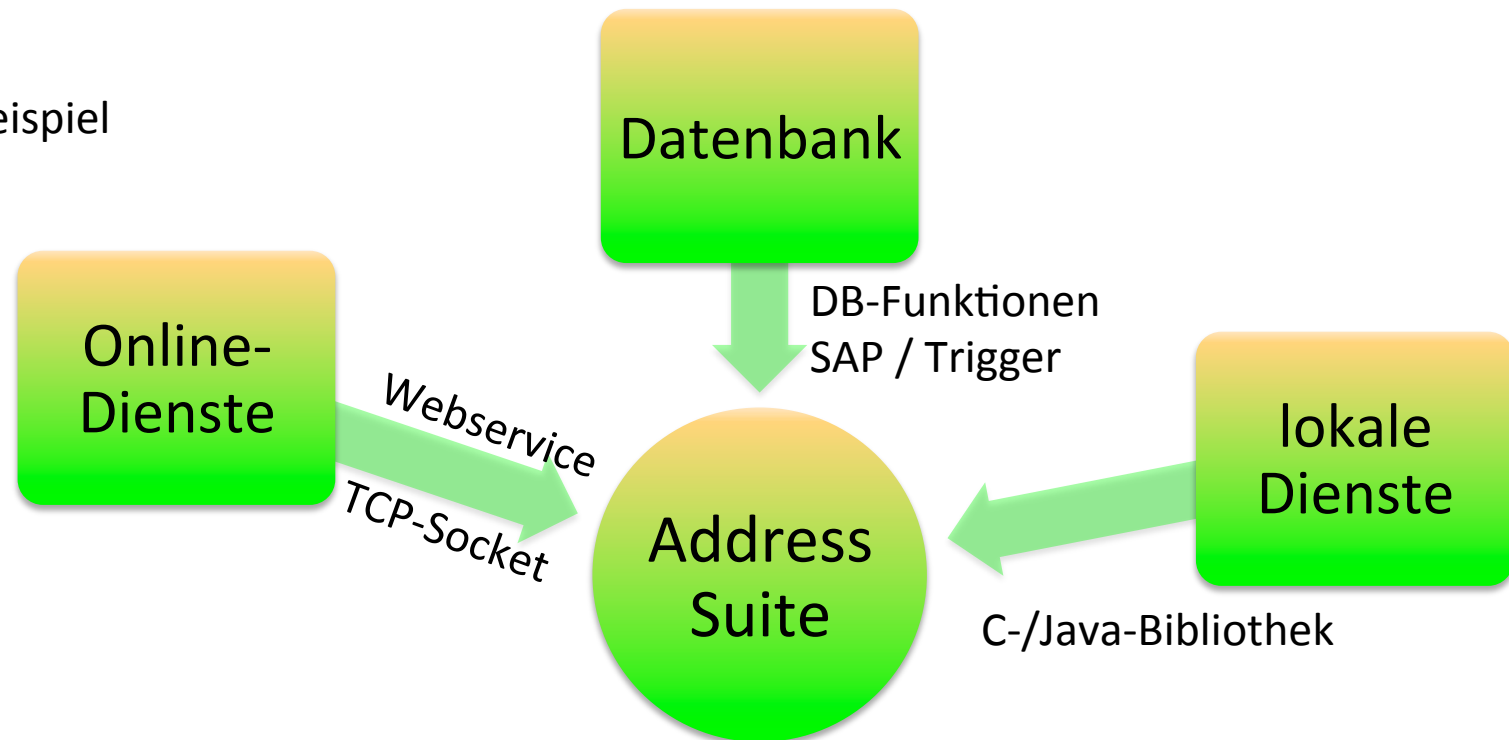 eispiel
Datenbank
DB-Funktionen
SAP / Trigger
Online-
Dienste
Webservice
TCP-Socket
lokale
Dienste
Address
Suite
C-/Java-Bibliothek